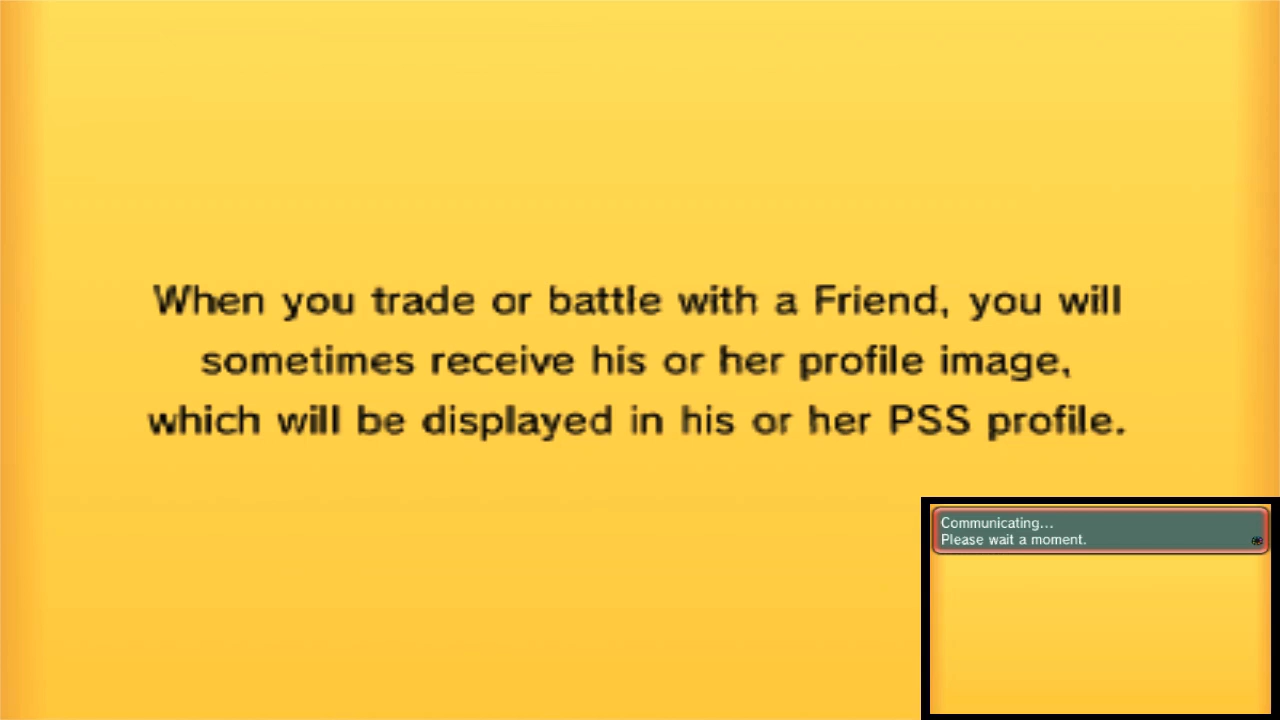 When you trade or battle with a Friend, you will
sometimes receive his or her profile image,
which will be displayed in his or her PSS profile.
Communicating...
Please wait a moment.